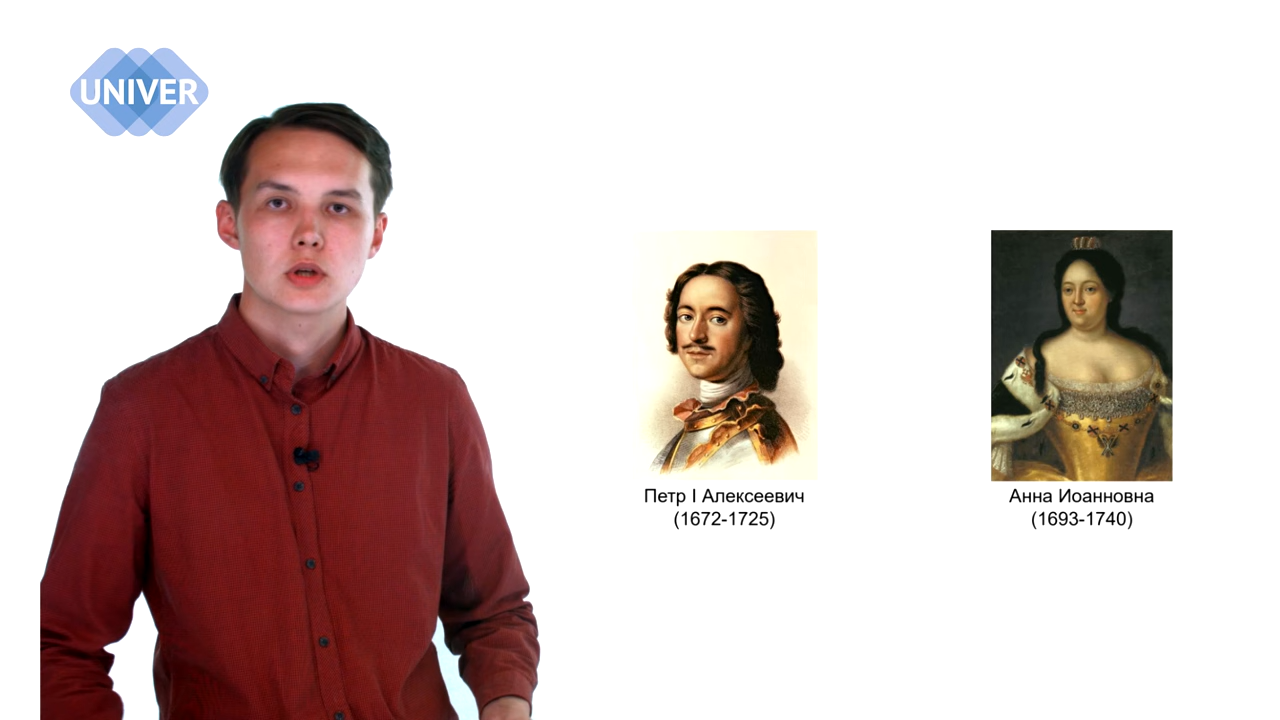 UNIVER
Петр I Алексеевич
(1672-1725)
Анна Иоанновна
(1693-1740)